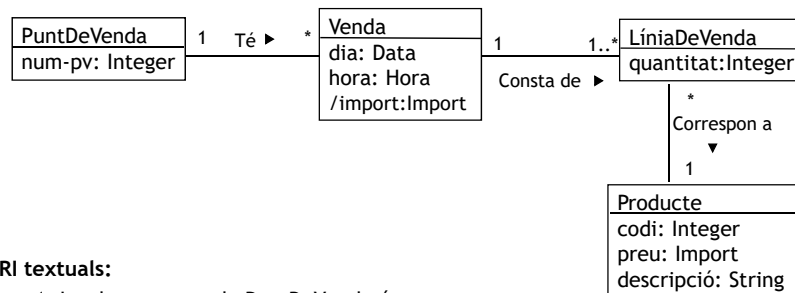 PuntDeVenda
num-pv: Integer
1 Té ► *
Venda
dia: Data
hora: Hora
/import:Import
1 1..*
Consta de ►
LíniaDeVenda
quantitat:Integer
*
Correspon a
▼
1
Producte
codi: Integer
preu: Import
descripció: String
RI textuals: